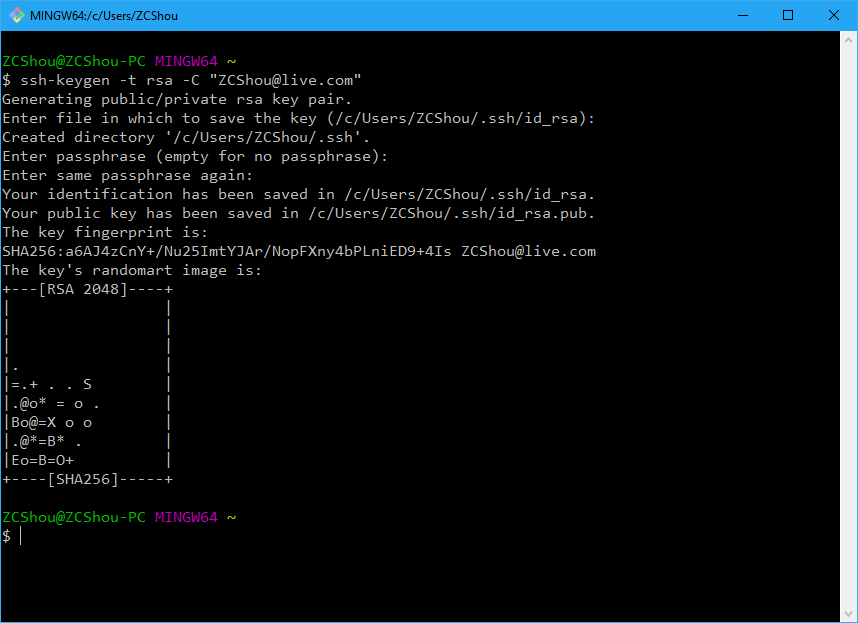 MINGW64:/c/Users/ZCShou
ZCShou@ZCShou-PC MINGW64 ~
$ ssh-keygen -t rsa -C "ZCShou@live.com"
Generating public/private rsa key pair.
Enter file in which to save the key (/c/Users/ZCShou/.ssh/id_rsa):
Created directory '/c/Users/ZCShou/.ssh'.
Enter passphrase (empty for no passphrase):
Enter same passphrase again:
Your identification has been saved in /c/Users/ZCShou/.ssh/id_rsa.
Your public key has been saved in /c/Users/ZCShou/.ssh/id_rsa.pub.
The key fingerprint is:
SHA256:a6AJ4zCnY+/Nu25ImtYJAr/NopFXny4bPLniED9+4Is ZCShou@live.com
The key's randomart image is:
+---[RSA 2048]----+
|                 |
|                 |
|                 |
|.                |
|=.+ . . S        |
|.@o* = o .       |
|Bo@=X o o        |
|.@*=B* .         |
|Eo=B=O+          |
+----[SHA256]-----+
ZCShou@ZCShou-PC MINGW64 ~
$